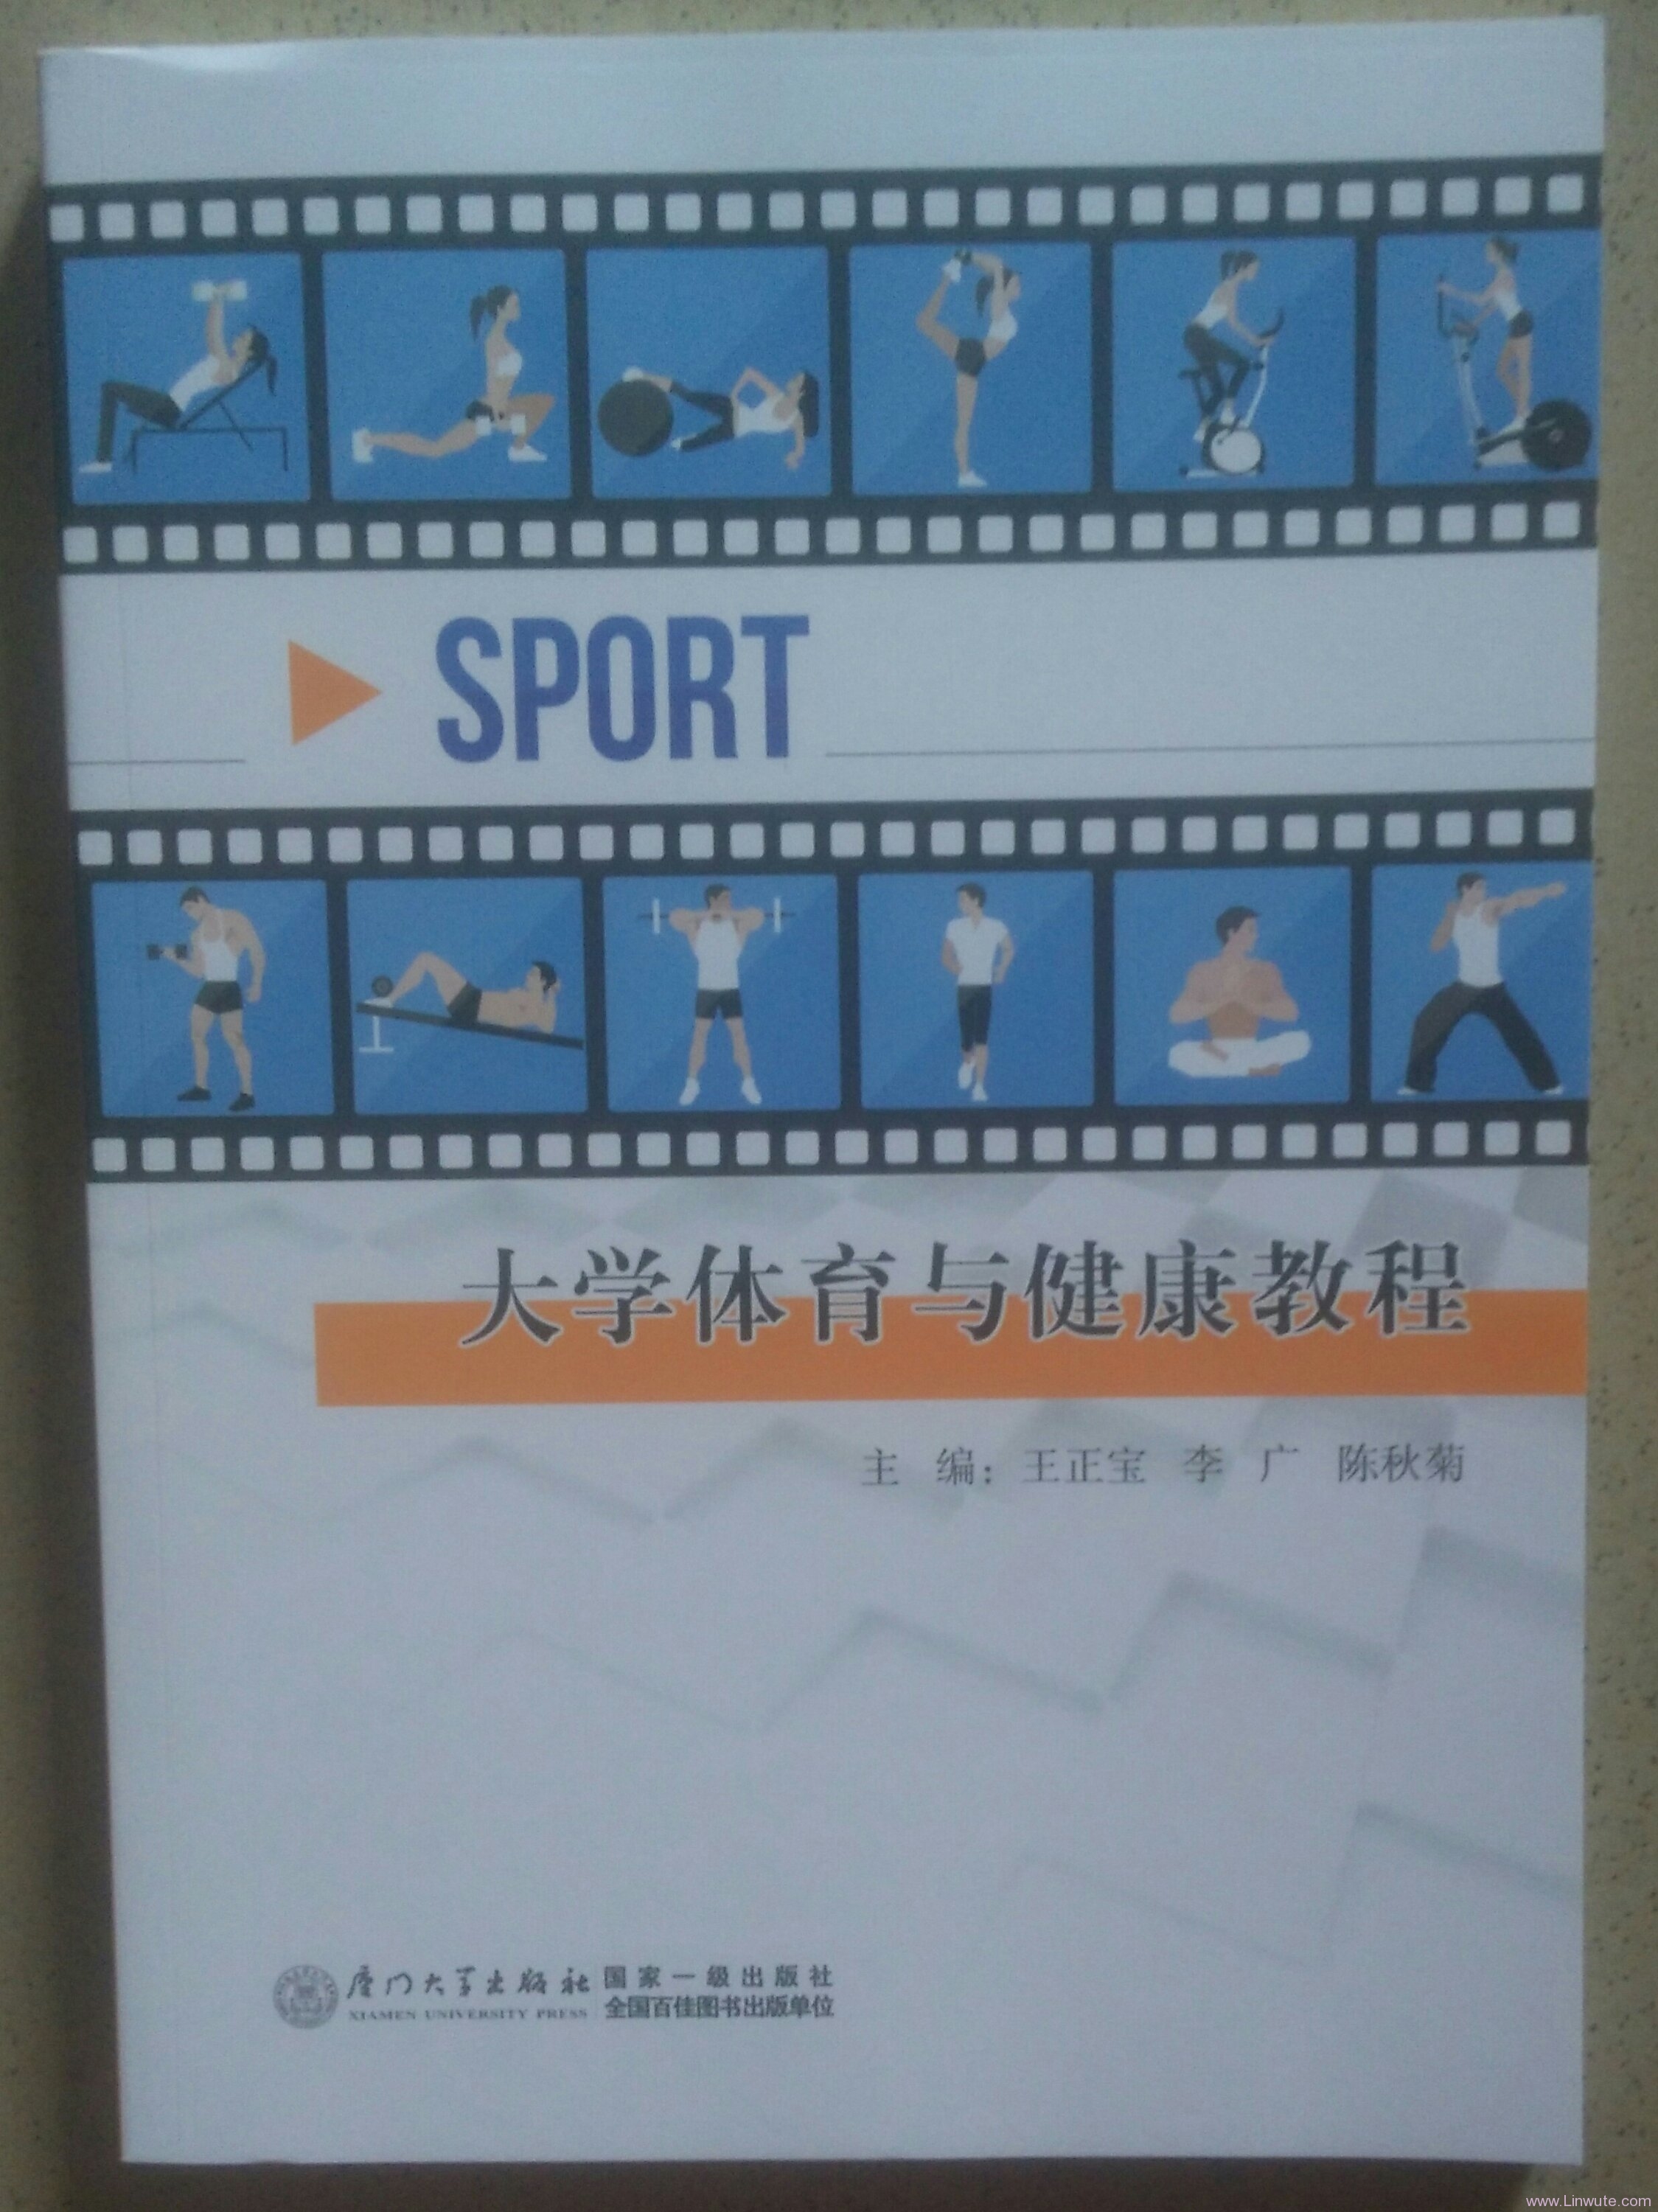 SPORT
大学体育与健康教程
主 编：王正宝 李 广 陈秋菊
厦门大学出版社 国家一级出版社
XIAMEN UNIVERSITY PRESS 全国百佳图书出版单位
www.Linwute.com